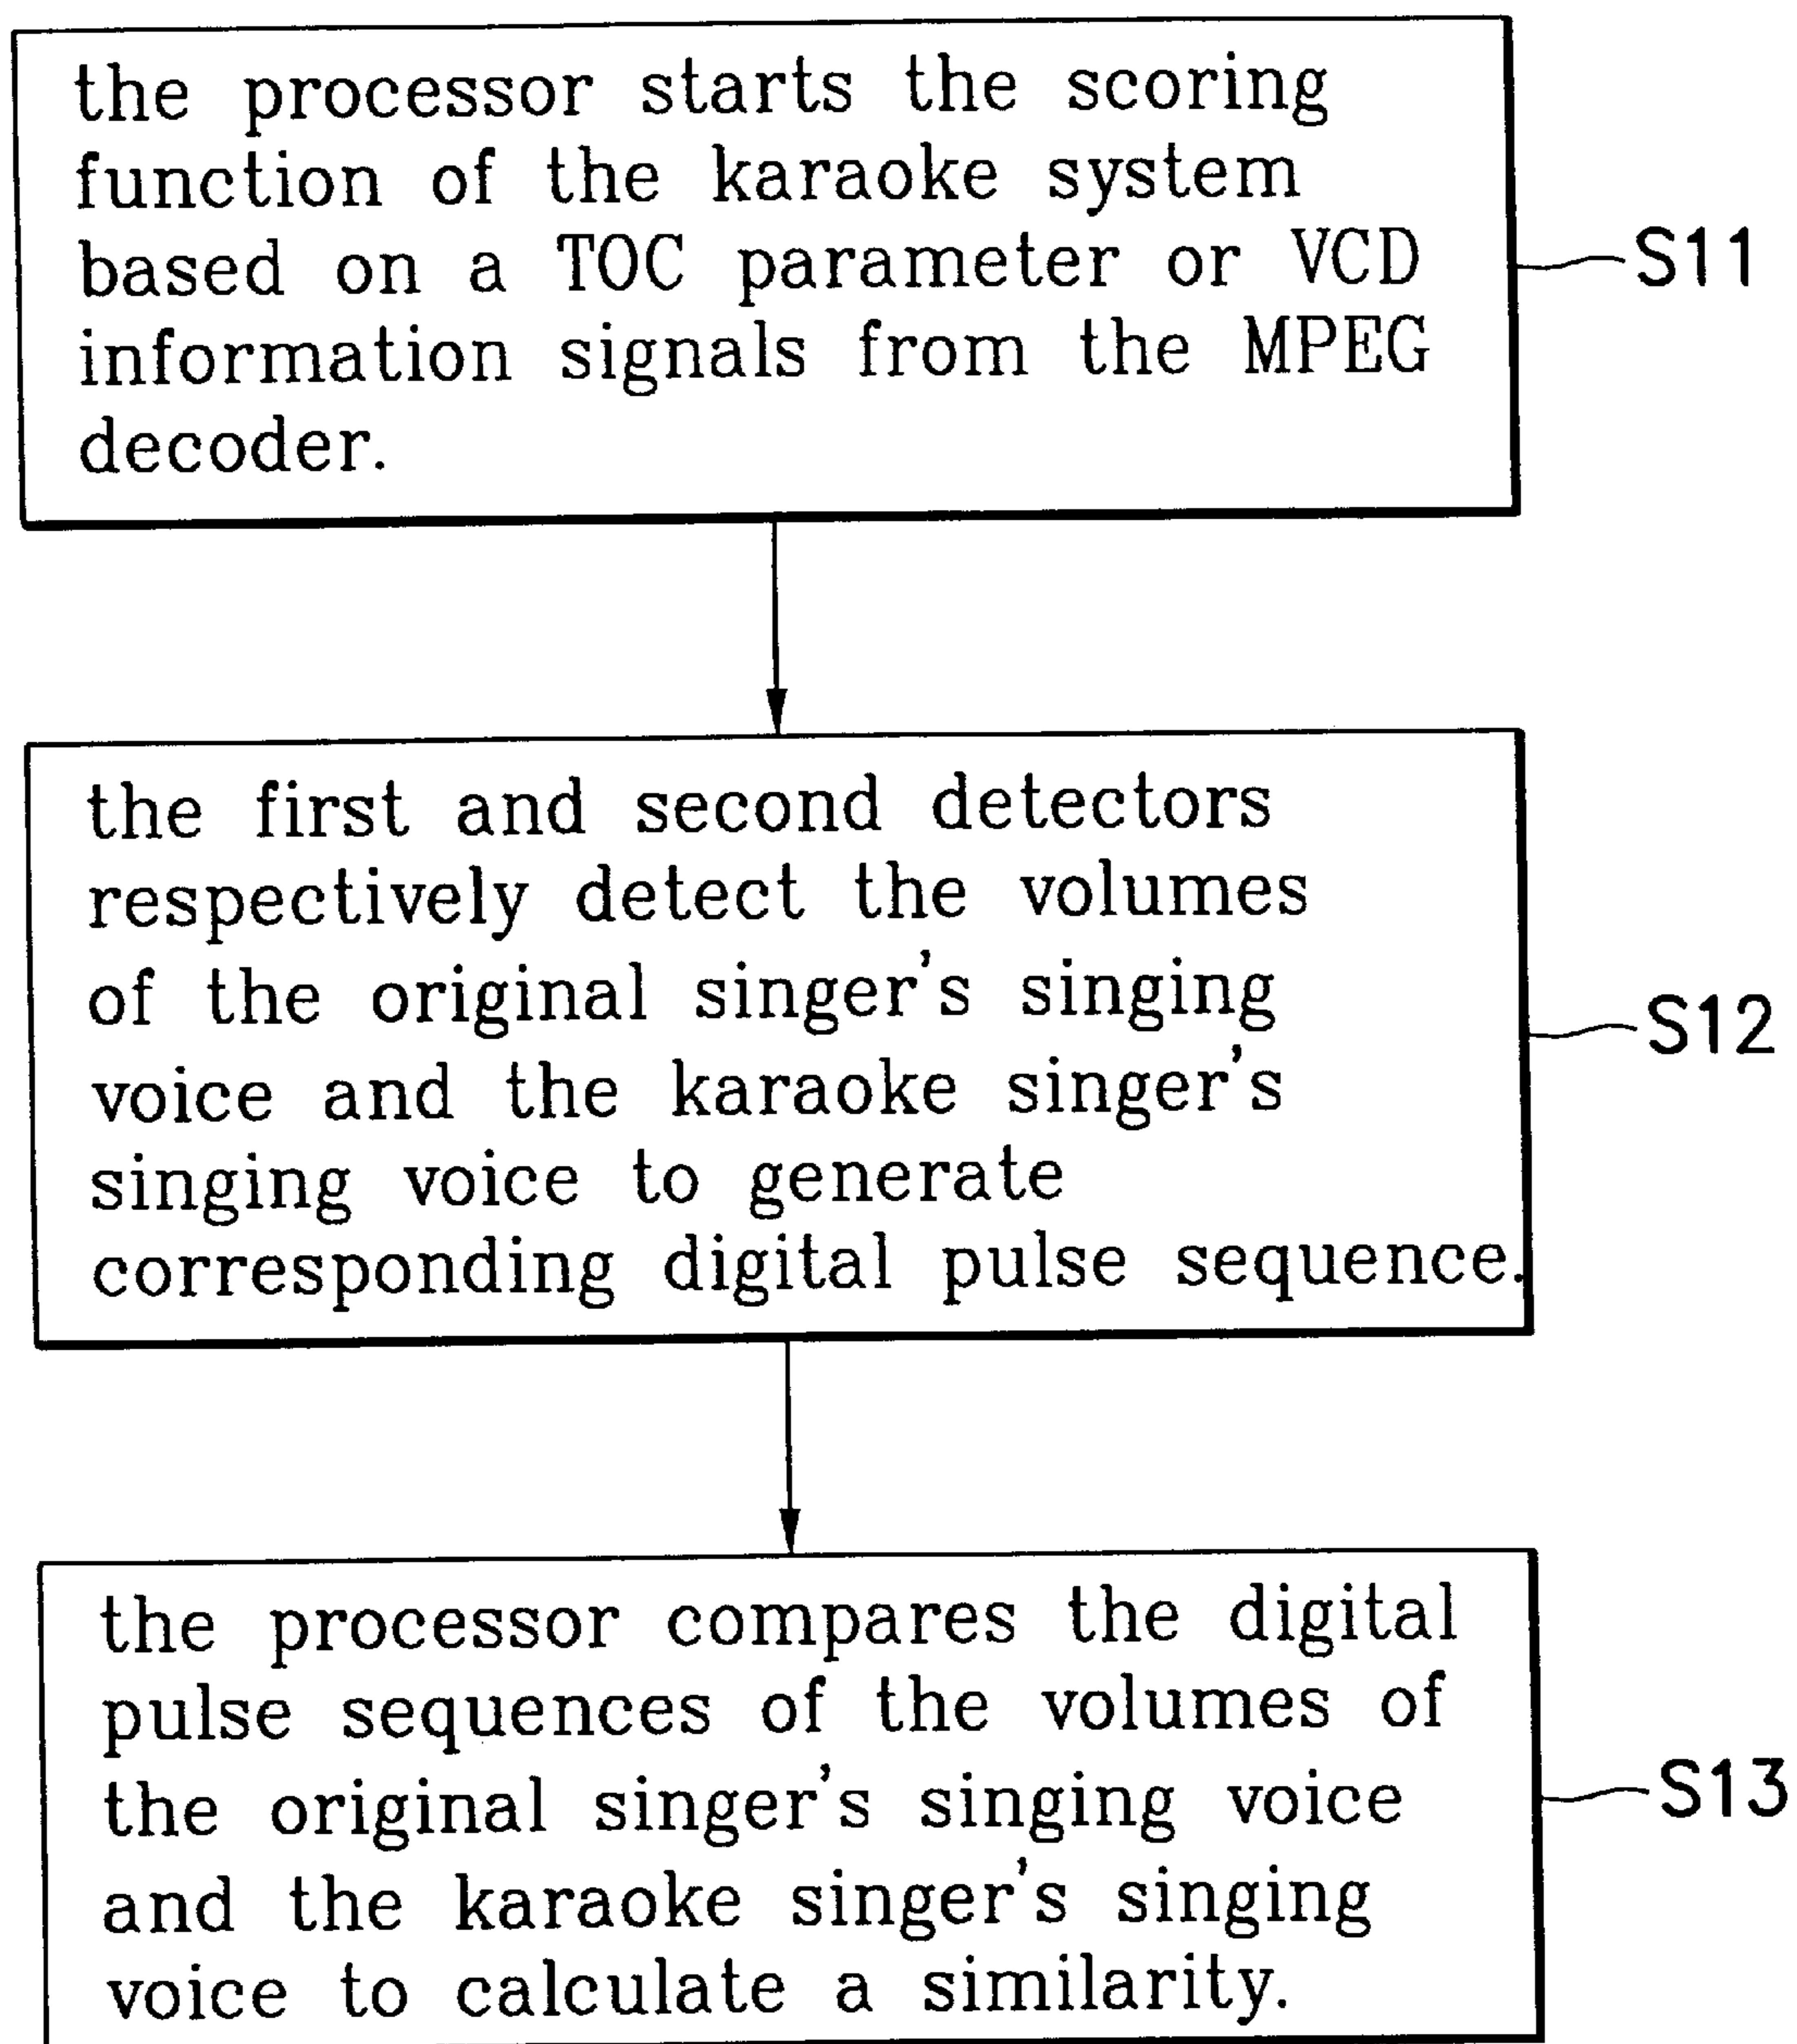 the processor starts the scoring
function of the karaoke system
based on a TOC parameter or VCD
information signals from the MPEG
decoder.
S11
the first and second detectors
respectively detect the volumes
of the original singer's singing
voice and the karaoke singer's
singing voice to generate
corresponding digital pulse sequence.
S12
the processor compares the digital
pulse sequences of the volumes of
the original singer's singing voice
and the karaoke singer's singing
voice to calculate a similarity.
S13